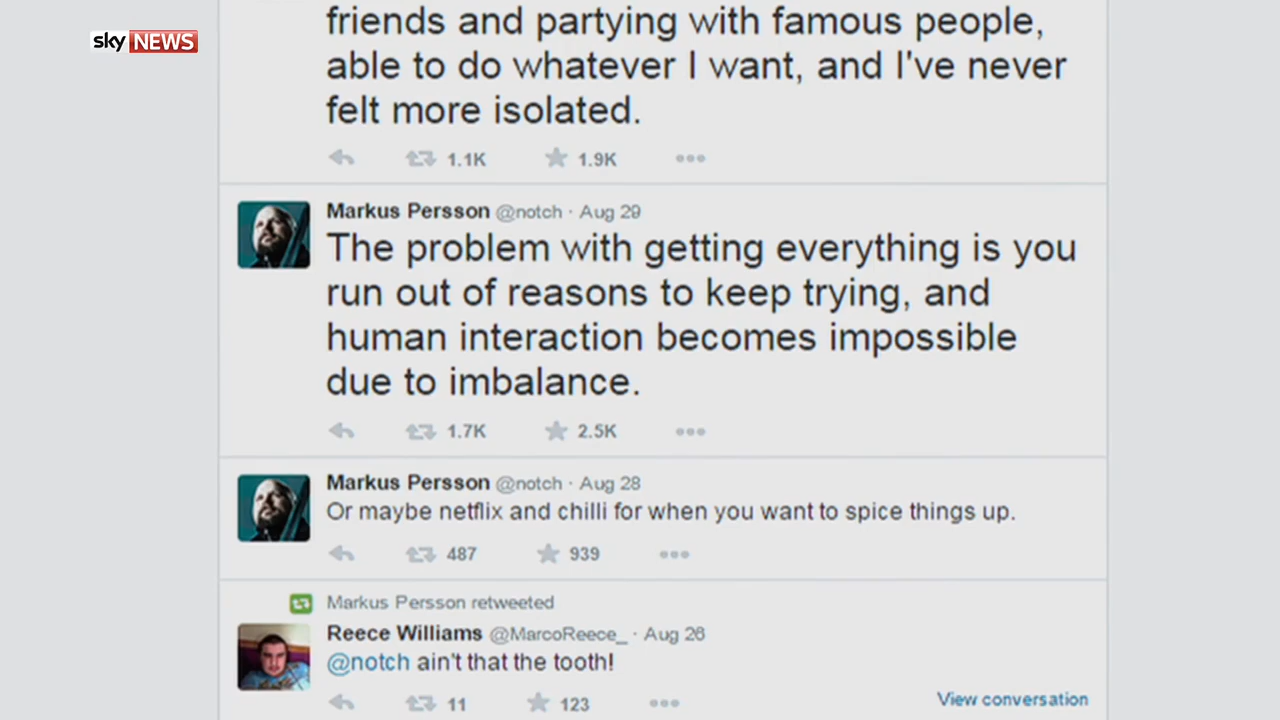 sky NEWS
friends and partying with famous people,
able to do whatever I want, and I've never
felt more isolated.
1.1K 1.9K
Markus Persson @notch · Aug 29
The problem with getting everything is you
run out of reasons to keep trying, and
human interaction becomes impossible
due to imbalance.
1.7K 2.5K
Markus Persson @notch · Aug 28
Or maybe netflix and chilli for when you want to spice things up.
487 939
Markus Persson retweeted
Reece Williams @MarcoReece_ · Aug 26
@notch ain't that the tooth!
11 123 View conversation